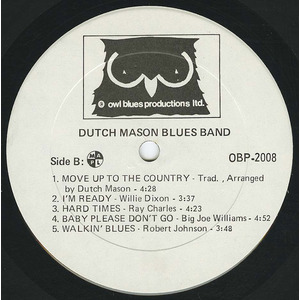 ℗ owl blues productions ltd.
DUTCH MASON BLUES BAND
Side B: MAPL OBP-2008
1. MOVE UP TO THE COUNTRY - Trad. , Arranged
by Dutch Mason - 4:28
2. I'M READY - Willie Dixon - 3:37
3. HARD TIMES - Ray Charles - 4:23
4. BABY PLEASE DON'T GO - Big Joe Williams - 4:52
5. WALKIN' BLUES - Robert Johnson - 3:48